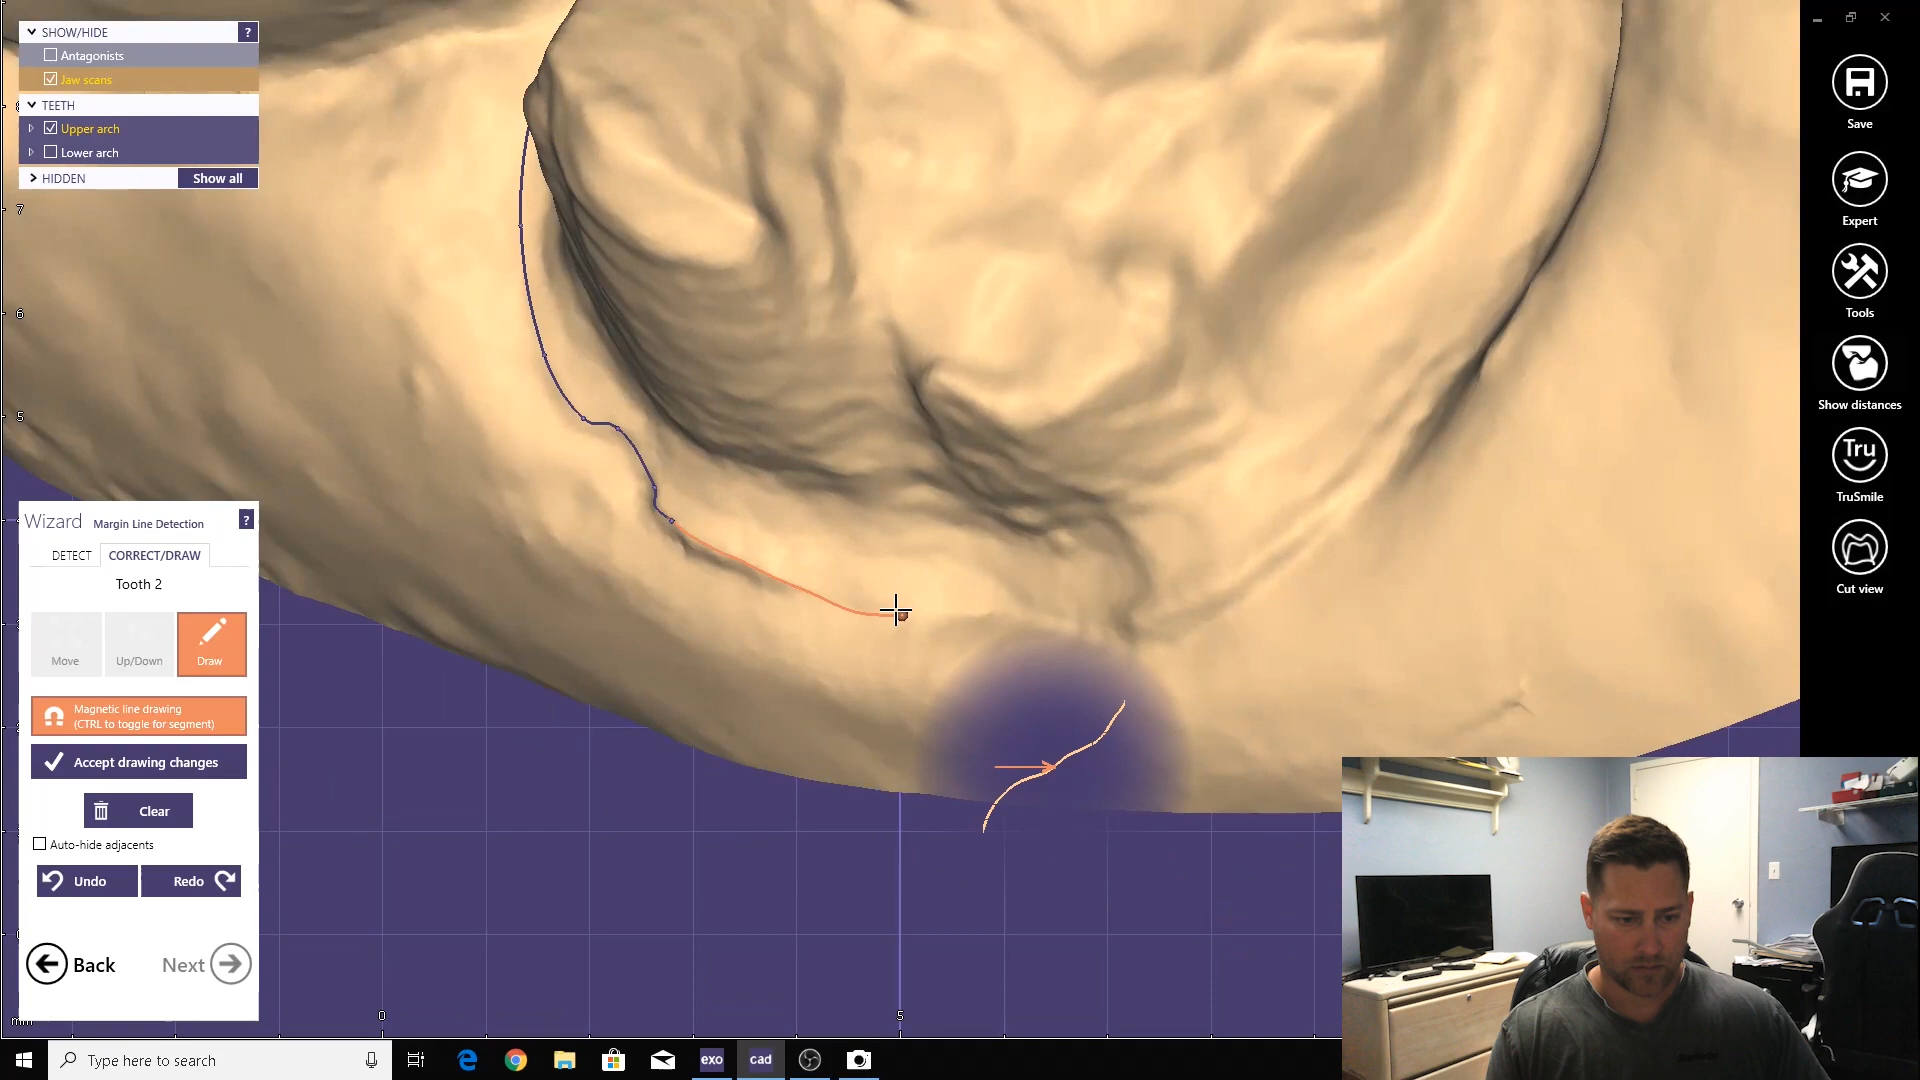 SHOW/HIDE
?
Antagonists
Jaw scans
TEETH
Upper arch
Lower arch
HIDDEN
Show all
7
6
5
Wizard Margin Line Detection
?
DETECT
CORRECT/DRAW
Tooth 2
Move
Up/Down
Draw
Magnetic line drawing
(CTRL to toggle for segment)
Accept drawing changes
Clear
Auto-hide adjacents
Undo
Redo
Back
Next
0
5
Save
Expert
Tools
Show distances
Tru
TruSmile
Cut view
Type here to search
exo
cad